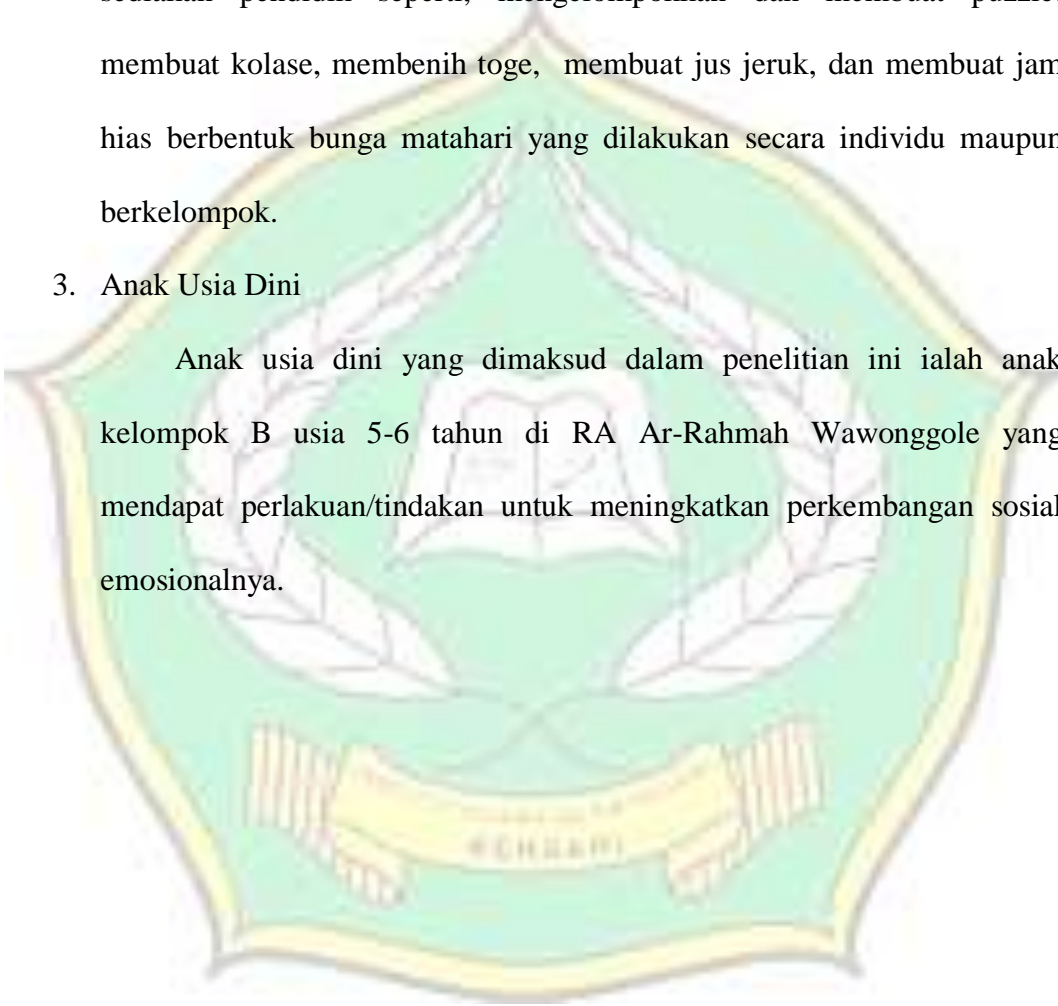 membuat kolase, membenih toge, membuat jus jeruk, dan membuat jam
hias berbentuk bunga matahari yang dilakukan secara individu maupun
berkelompok.
3. Anak Usia Dini
Anak usia dini yang dimaksud dalam penelitian ini ialah anak
kelompok B usia 5-6 tahun di RA Ar-Rahmah Wawonggole yang
mendapat perlakuan/tindakan untuk meningkatkan perkembangan sosial
emosionalnya.
KENDARI